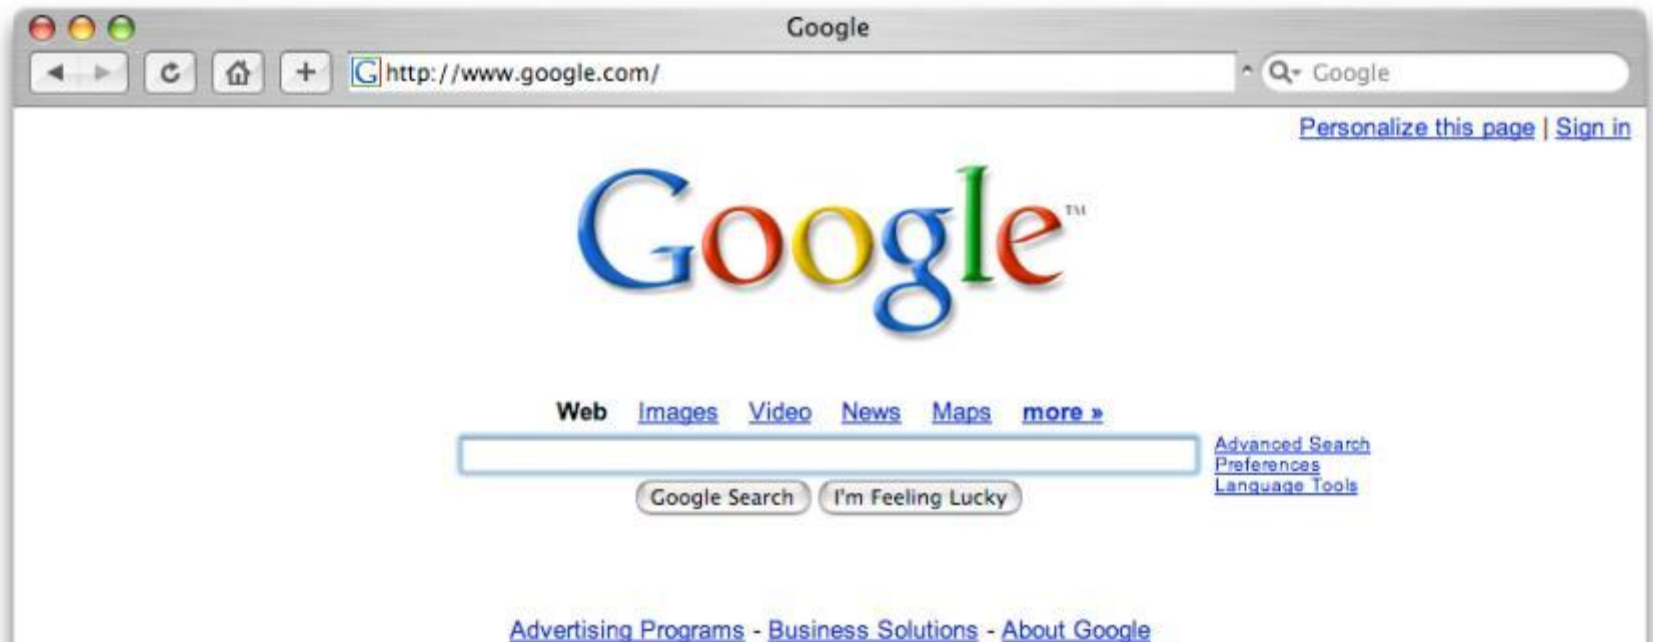 Google
http://www.google.com/
Google
Personalize this page | Sign in
Google™
Web Images Video News Maps more »
Advanced Search
Preferences
Language Tools
Google Search I'm Feeling Lucky
Advertising Programs - Business Solutions - About Google